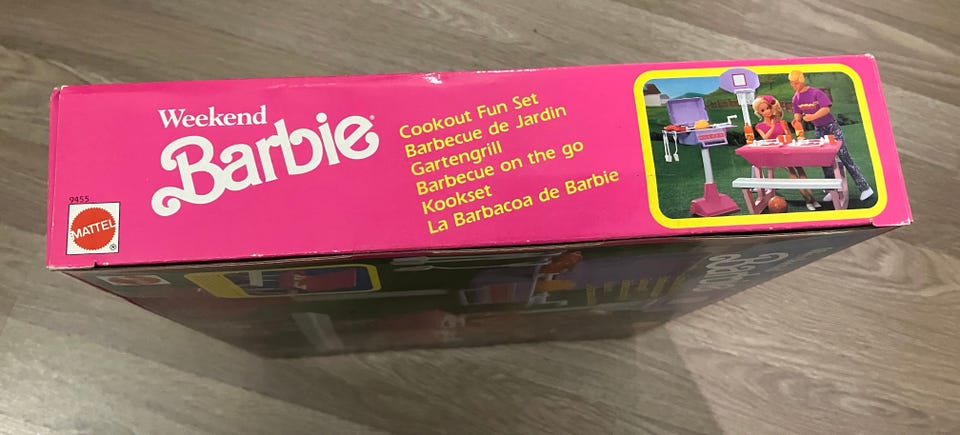 Weekend
Barbie®
Cookout Fun Set
Barbecue de Jardin
Gartengrill
Barbecue on the go
Kookset
La Barbacoa de Barbie
9455
MATTEL
®
Barbie